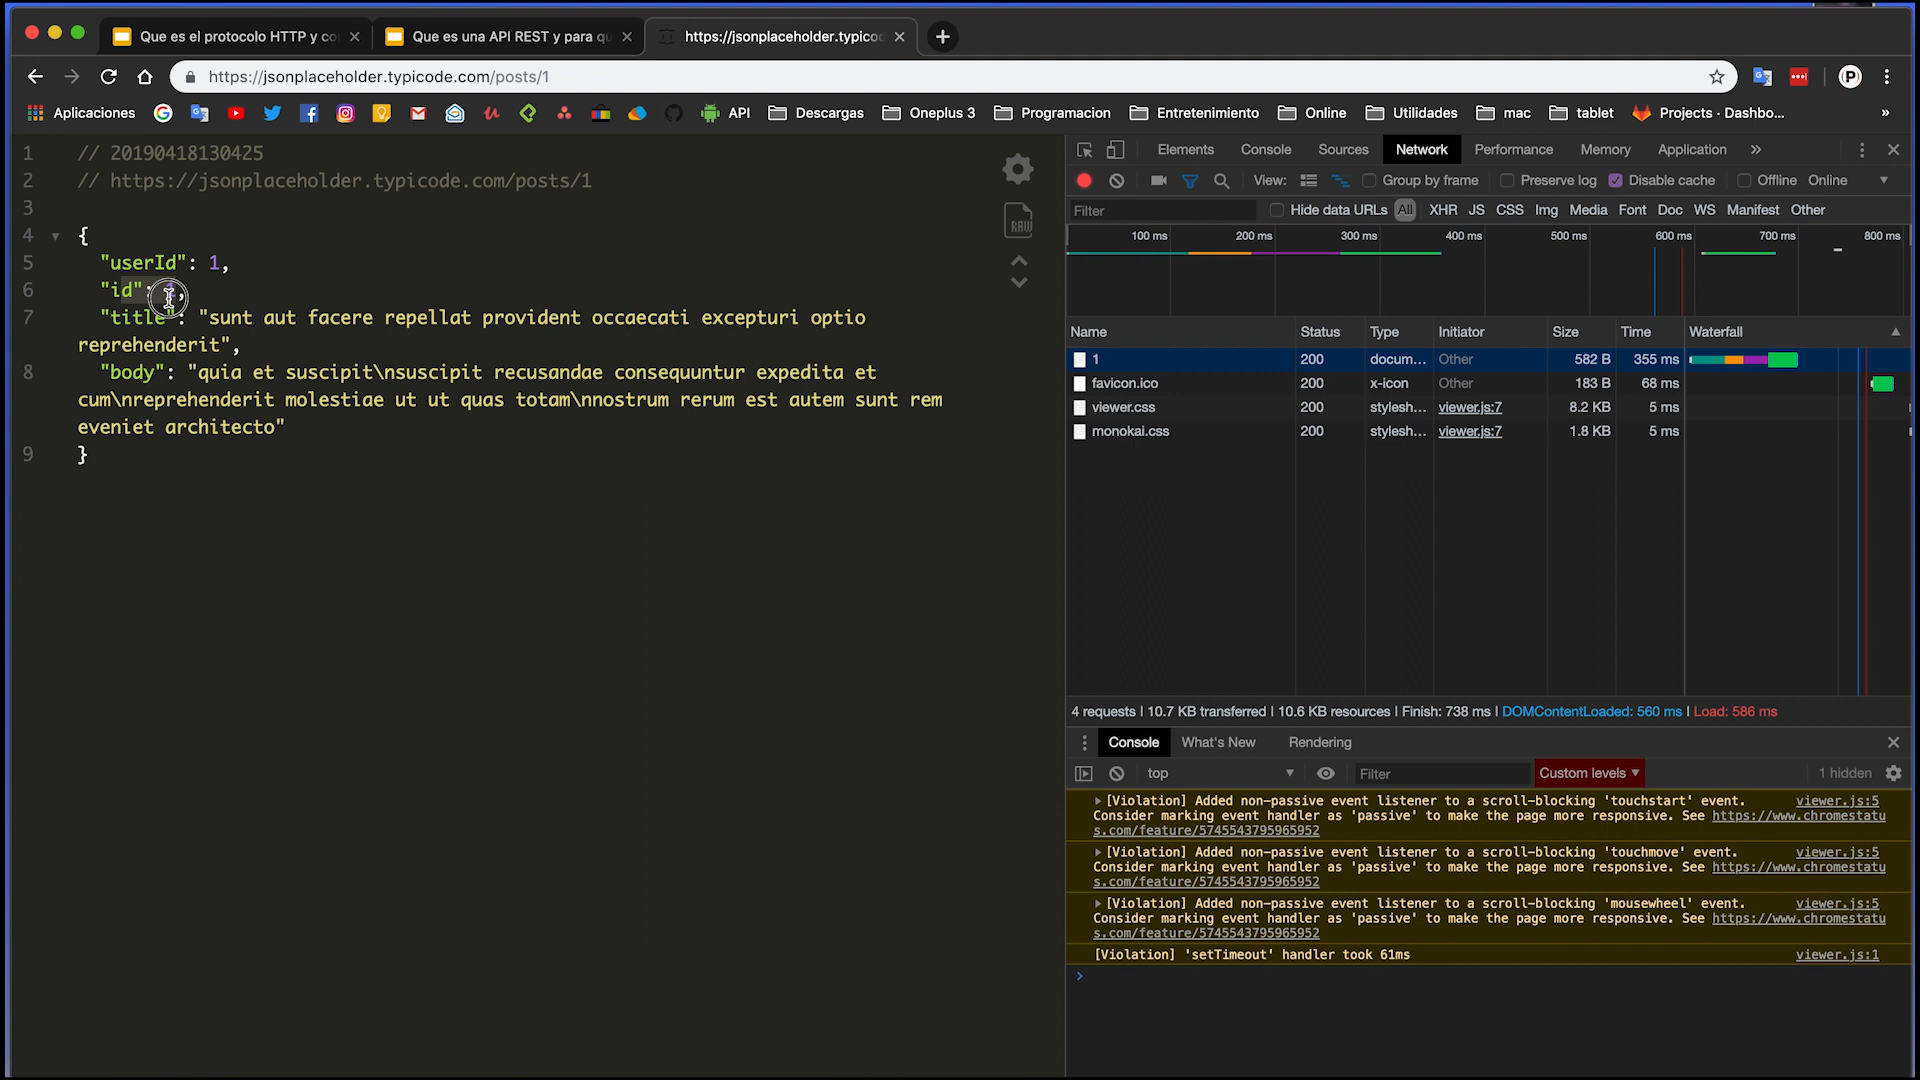 Que es el protocolo HTTP y co
Que es una API REST y para qu
https://jsonplaceholder.typico
https://jsonplaceholder.typicode.com/posts/1
P
Aplicaciones
API
Descargas
Oneplus 3
Programacion
Entretenimiento
Online
Utilidades
mac
tablet
Projects · Dashbo...
»
1 // 20190418130425
2 // https://jsonplaceholder.typicode.com/posts/1
3
4 {
5 "userId": 1,
6 "id": 1,
7 "title": "sunt aut facere repellat provident occaecati excepturi optio
reprehenderit",
8 "body": "quia et suscipit\nsuscipit recusandae consequuntur expedita et
cum\nreprehenderit molestiae ut ut quas totam\nnostrum rerum est autem sunt rem
eveniet architecto"
9 }
RAW
Elements Console Sources Network Performance Memory Application »
View: Group by frame Preserve log Disable cache Offline Online
Filter Hide data URLs All XHR JS CSS Img Media Font Doc WS Manifest Other
100 ms 200 ms 300 ms 400 ms 500 ms 600 ms 700 ms 800 ms
Name Status Type Initiator Size Time Waterfall
1 200 docum... Other 582 B 355 ms
favicon.ico 200 x-icon Other 183 B 68 ms
viewer.css 200 stylesh... viewer.js:7 8.2 KB 5 ms
monokai.css 200 stylesh... viewer.js:7 1.8 KB 5 ms
4 requests | 10.7 KB transferred | 10.6 KB resources | Finish: 738 ms | DOMContentLoaded: 560 ms | Load: 586 ms
Console What's New Rendering
top Filter Custom levels 1 hidden
[Violation] Added non-passive event listener to a scroll-blocking 'touchstart' event. viewer.js:5
Consider marking event handler as 'passive' to make the page more responsive. See https://www.chromestatu
s.com/feature/5745543795965952
[Violation] Added non-passive event listener to a scroll-blocking 'touchmove' event. viewer.js:5
Consider marking event handler as 'passive' to make the page more responsive. See https://www.chromestatu
s.com/feature/5745543795965952
[Violation] Added non-passive event listener to a scroll-blocking 'mousewheel' event. viewer.js:5
Consider marking event handler as 'passive' to make the page more responsive. See https://www.chromestatu
s.com/feature/5745543795965952
[Violation] 'setTimeout' handler took 61ms viewer.js:1